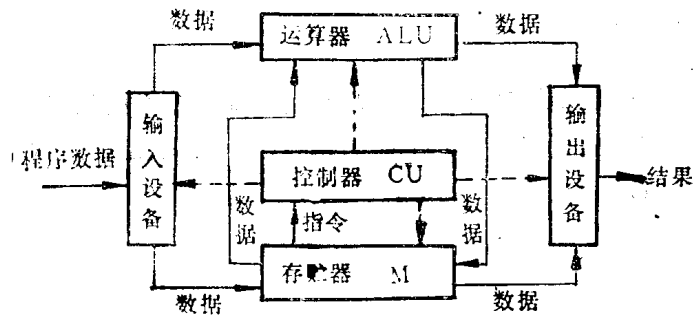 数据
运算器 ALU
数据
输入设备
输出设备
程序数据
控制器 CU
结果
数据
指令
数据
存贮器 M
数据
数据